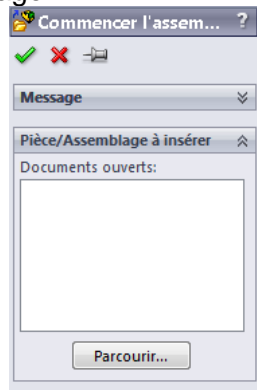 Commencer l'assem... ?
Message
Pièce/Assemblage à insérer
Documents ouverts:
Parcourir...